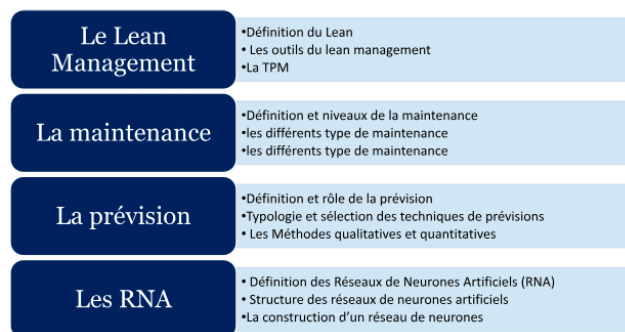 Le Lean
Management
•Définition du Lean
• Les outils du lean management
•La TPM
La maintenance
•Définition et niveaux de la maintenance
•les différents type de maintenance
•les différents type de maintenance
La prévision
•Définition et rôle de la prévision
•Typologie et sélection des techniques de prévisions
• Les Méthodes qualitatives et quantitatives
Les RNA
• Définition des Réseaux de Neurones Artificiels (RNA)
• Structure des réseaux de neurones artificiels
•La construction d'un réseau de neurones